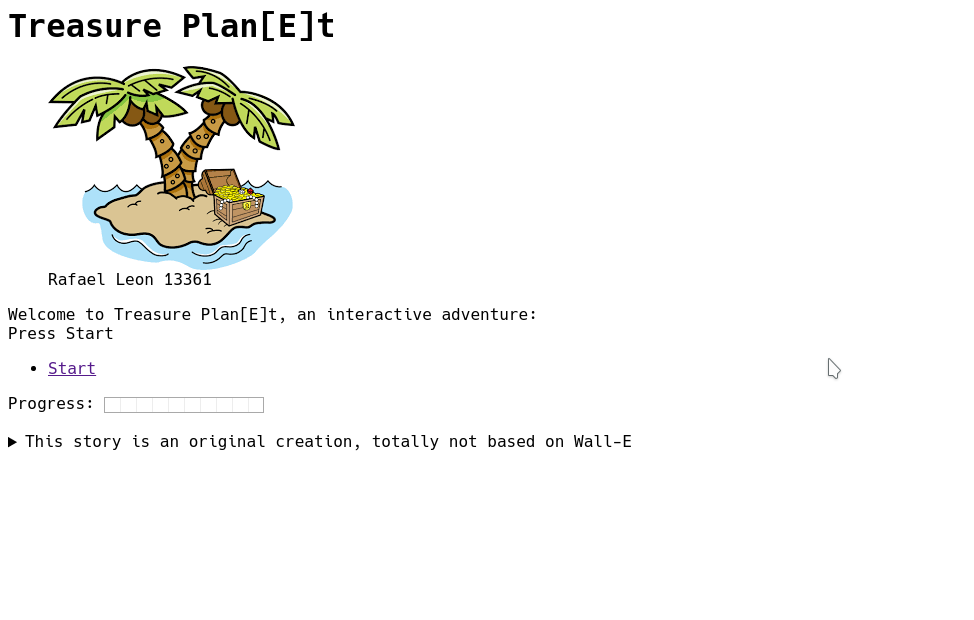 Treasure Plan[E]t
Rafael Leon 13361
Welcome to Treasure Plan[E]t, an interactive adventure:
Press Start
• Start
Progress:
▶ This story is an original creation, totally not based on Wall-E